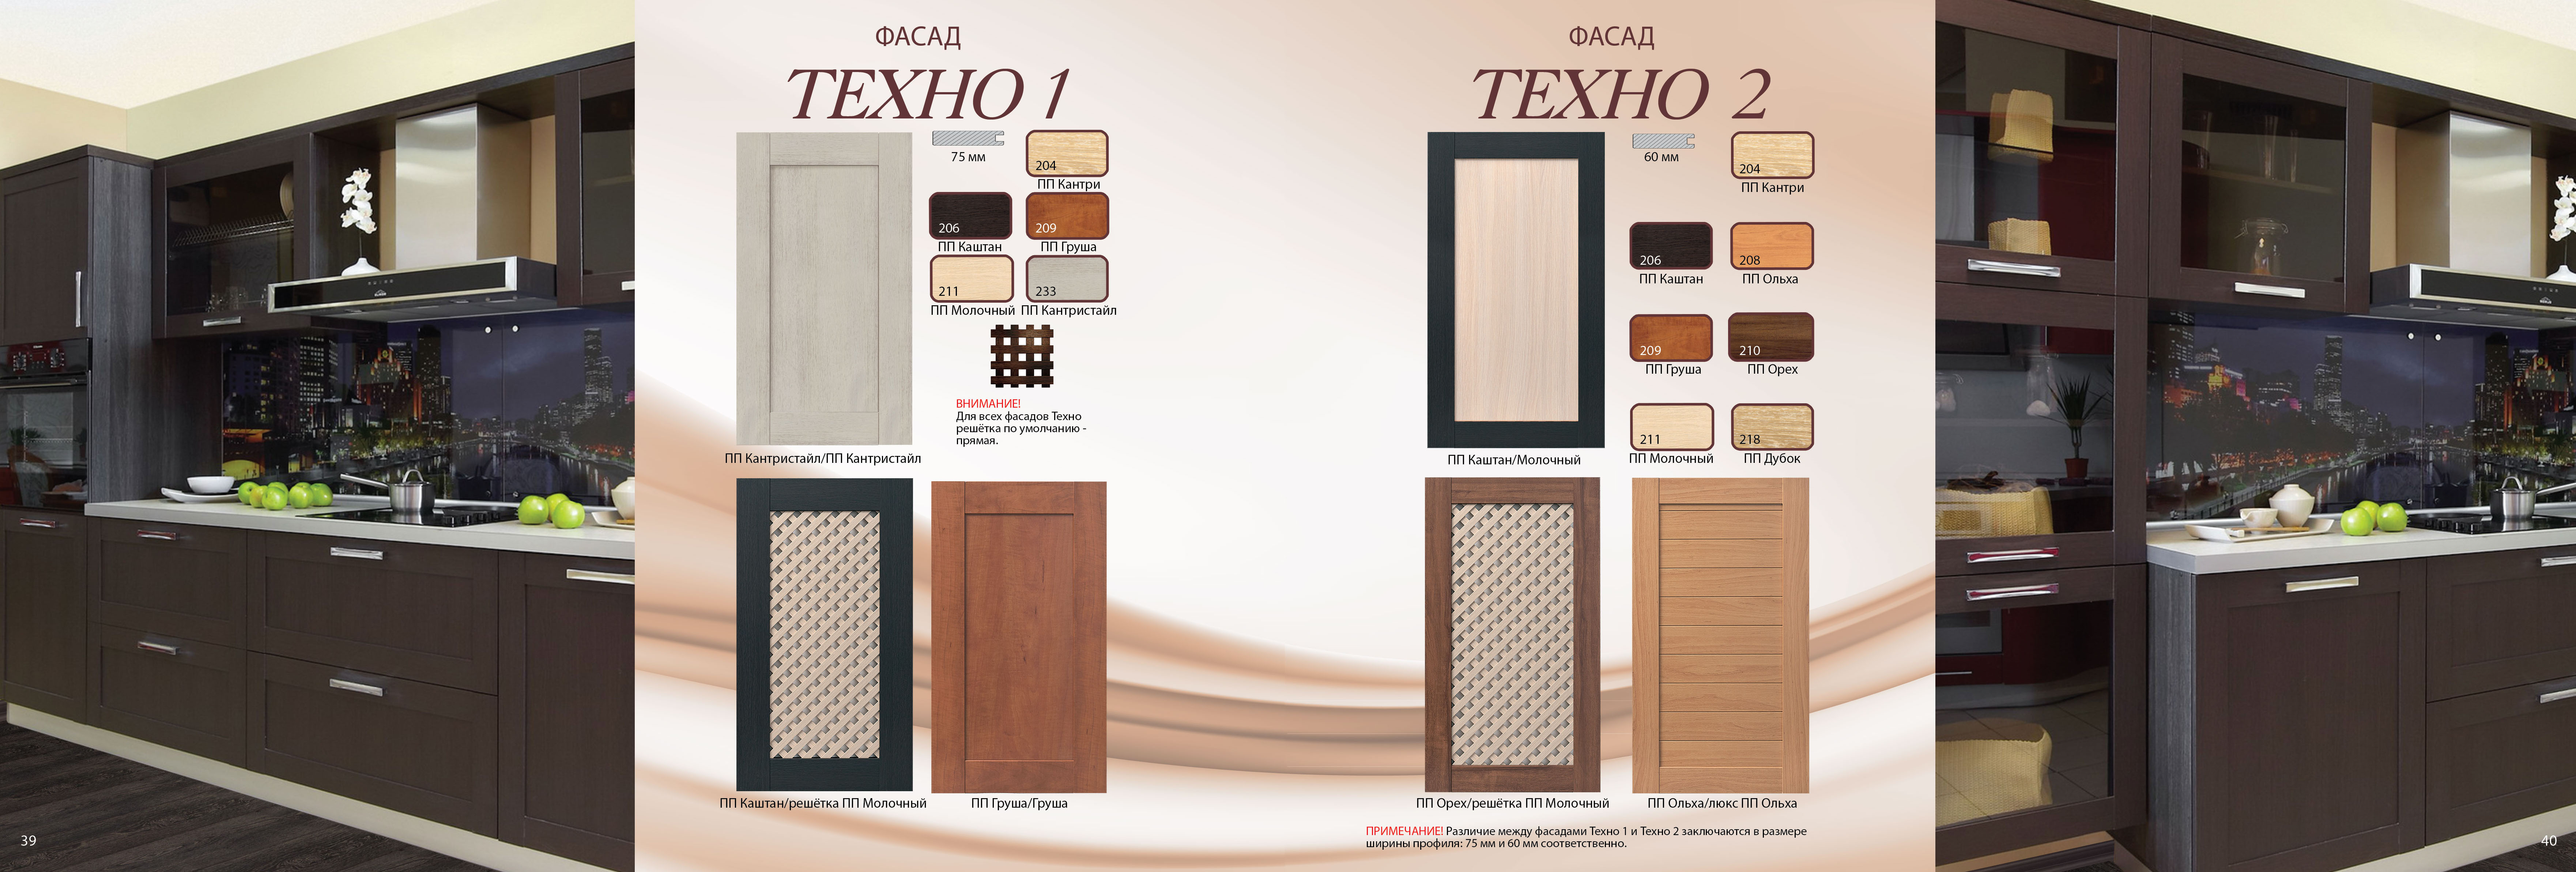 ФАСАД
ТЕХНО 1
75 мм
204
ПП Кантри
206
ПП Каштан
209
ПП Груша
211
ПП Молочный
233
ПП Кантристайл
ВНИМАНИЕ!
Для всех фасадов Техно
решётка по умолчанию -
прямая.
ПП Кантристайл/ПП Кантристайл
ПП Каштан/решётка ПП Молочный
ПП Груша/Груша
39
ФАСАД
ТЕХНО 2
60 мм
204
ПП Кантри
206
ПП Каштан
208
ПП Ольха
209
ПП Груша
210
ПП Орех
211
ПП Молочный
218
ПП Дубок
ПП Каштан/Молочный
ПП Орех/решётка ПП Молочный
ПП Ольха/люкс ПП Ольха
ПРИМЕЧАНИЕ! Различие между фасадами Техно 1 и Техно 2 заключаются в размере
ширины профиля: 75 мм и 60 мм соответственно.
40